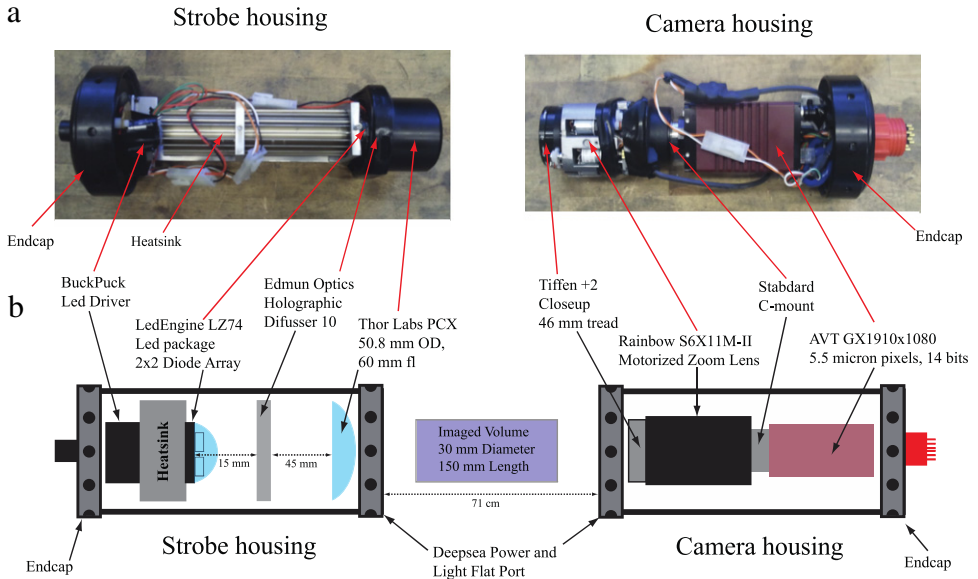 a
Strobe housing
Camera housing
Endcap
Heatsink
Endcap
BuckPuck
Led Driver
Edmun Optics
Holographic
Difusser 10
Tiffen +2
Closeup
46 mm tread
Stabdard
C-mount
b
LedEngine LZ74
Led package
2x2 Diode Array
Thor Labs PCX
50.8 mm OD,
60 mm fl
Rainbow S6X11M-II
Motorized Zoom Lens
AVT GX1910x1080
5.5 micron pixels, 14 bits
Heatsink
15 mm
45 mm
Imaged Volume
30 mm Diameter
150 mm Length
71 cm
Endcap
Strobe housing
Deepsea Power and
Light Flat Port
Camera housing
Endcap